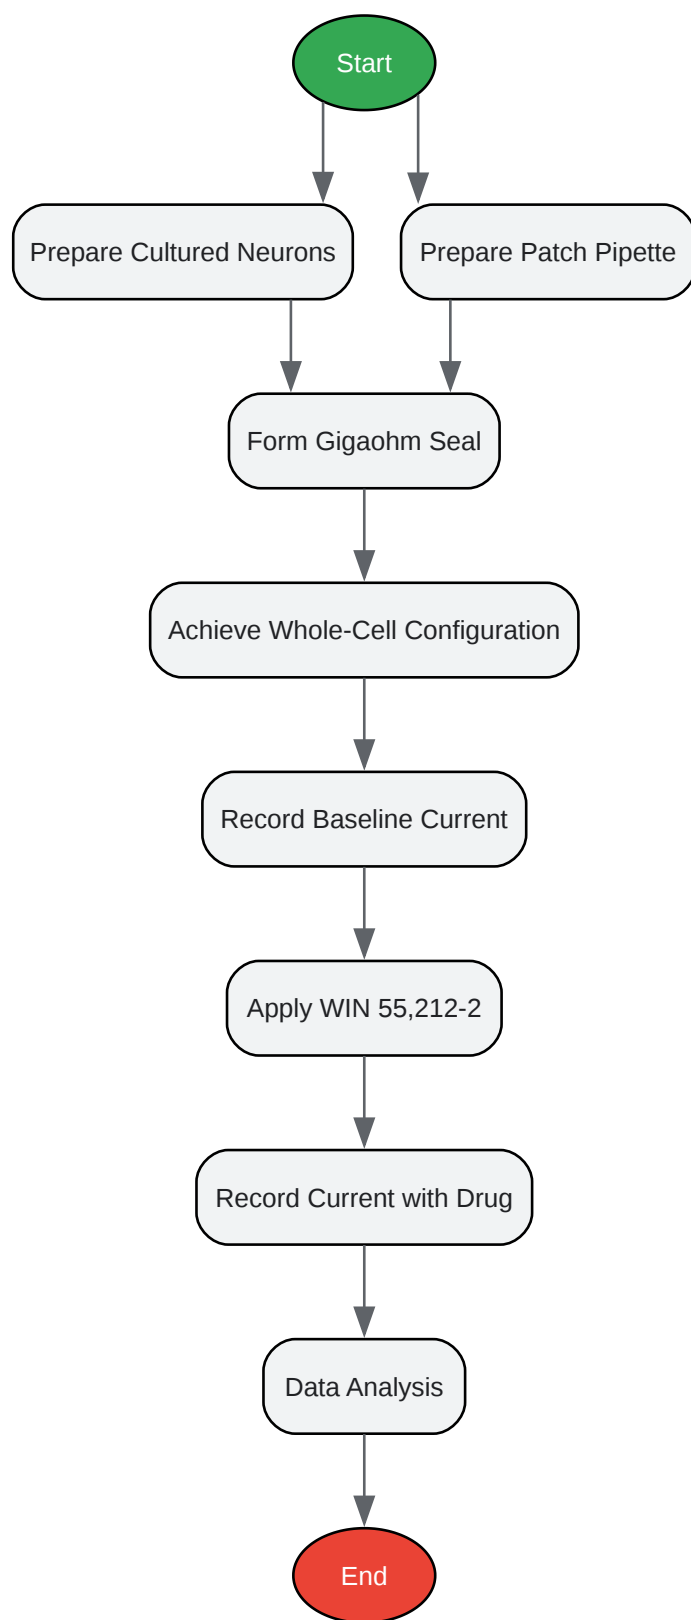 Start
Prepare Cultured Neurons
Prepare Patch Pipette
Form Gigaohm Seal
Achieve Whole-Cell Configuration
Record Baseline Current
Apply WIN 55,212-2
Record Current with Drug
Data Analysis
End